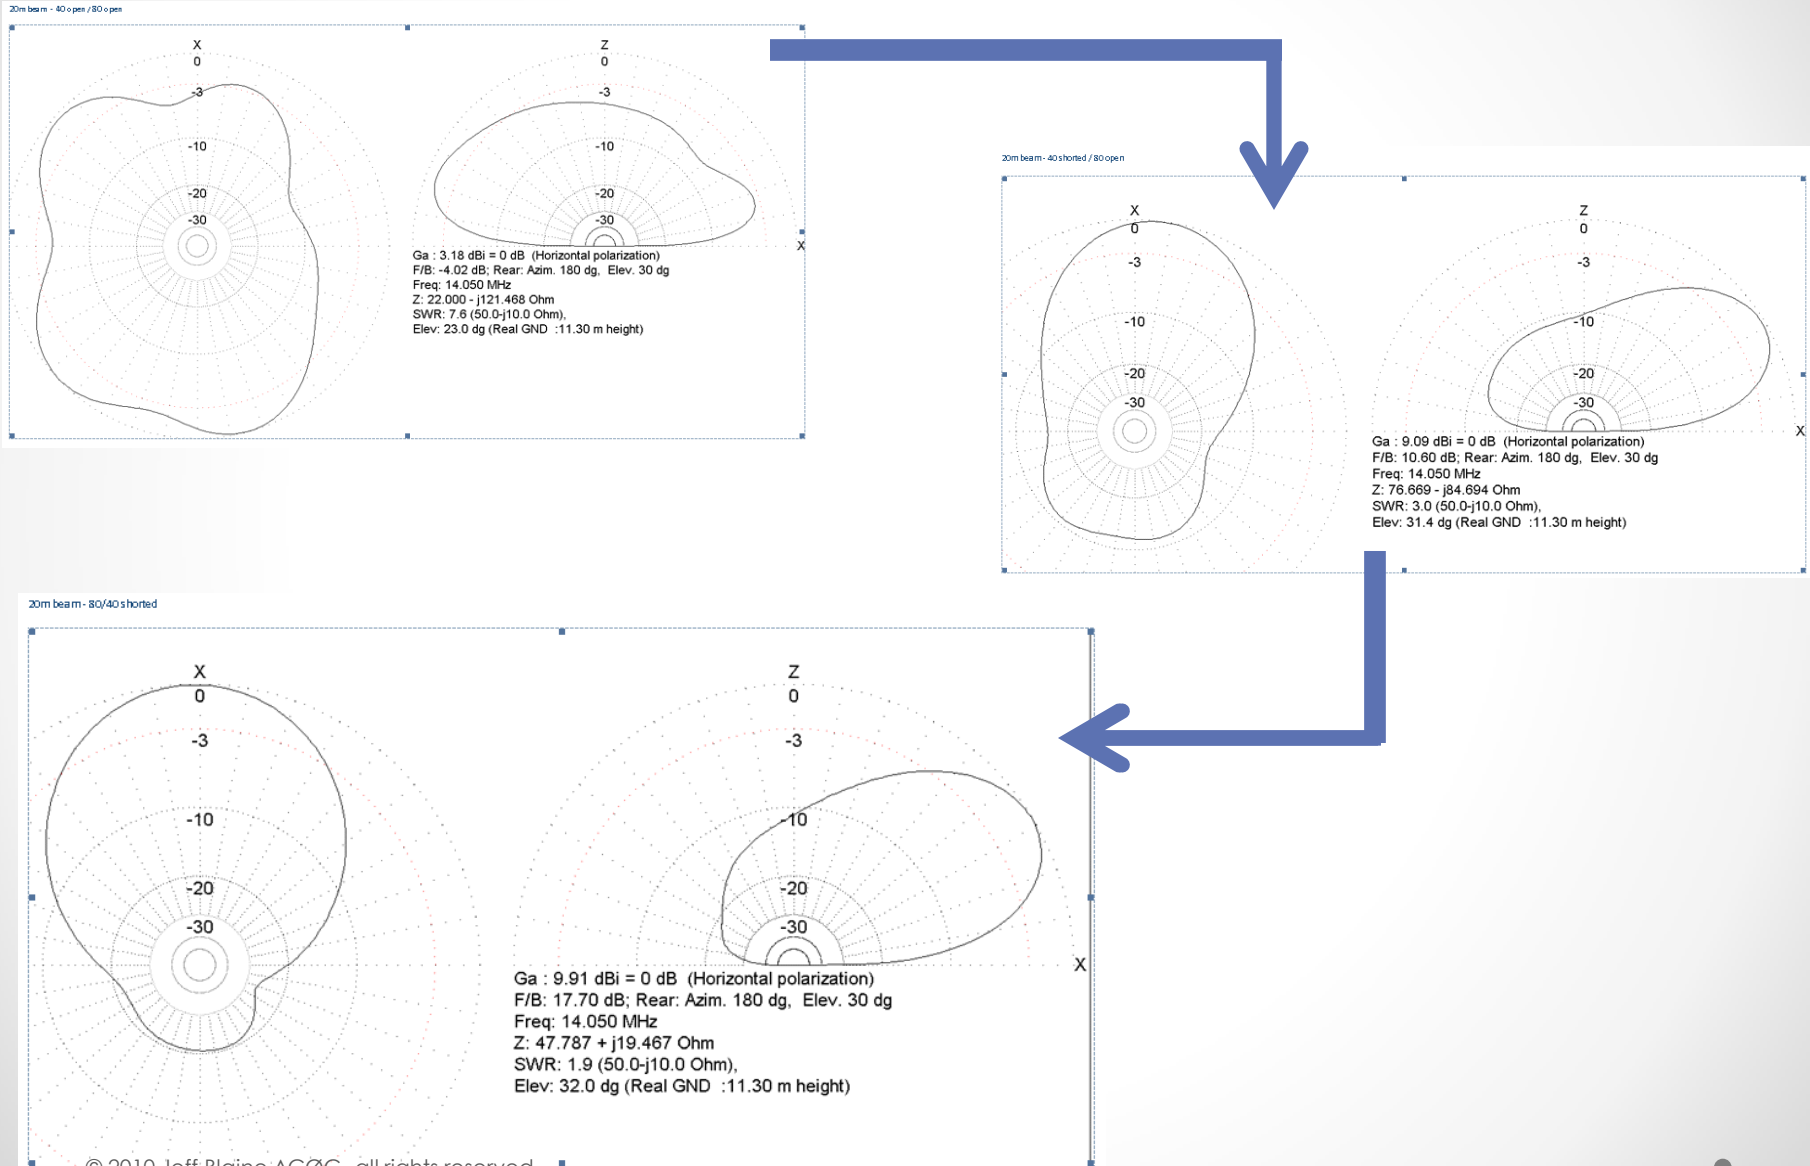 20m beam - 40 open / 80 open
X
0
-3
-10
-20
-30
Z
0
-3
-10
-20
-30
X
Ga : 3.18 dBi = 0 dB (Horizontal polarization)
F/B: -4.02 dB; Rear: Azim. 180 dg, Elev. 30 dg
Freq: 14.050 MHz
Z: 22.000 - j121.468 Ohm
SWR: 7.6 (50.0-j10.0 Ohm),
Elev: 23.0 dg (Real GND :11.30 m height)
20m beam - 40 shorted / 80 open
X
0
-3
-10
-20
-30
Z
0
-3
-10
-20
-30
X
Ga : 9.09 dBi = 0 dB (Horizontal polarization)
F/B: 10.60 dB; Rear: Azim. 180 dg, Elev. 30 dg
Freq: 14.050 MHz
Z: 76.669 - j84.694 Ohm
SWR: 3.0 (50.0-j10.0 Ohm),
Elev: 31.4 dg (Real GND :11.30 m height)
20m beam - 80/40 shorted
X
0
-3
-10
-20
-30
Z
0
-3
-10
-20
-30
X
Ga : 9.91 dBi = 0 dB (Horizontal polarization)
F/B: 17.70 dB; Rear: Azim. 180 dg, Elev. 30 dg
Freq: 14.050 MHz
Z: 47.787 + j19.467 Ohm
SWR: 1.9 (50.0-j10.0 Ohm),
Elev: 32.0 dg (Real GND :11.30 m height)
© 2010 Jeff Blaine ACØC all rights reserved